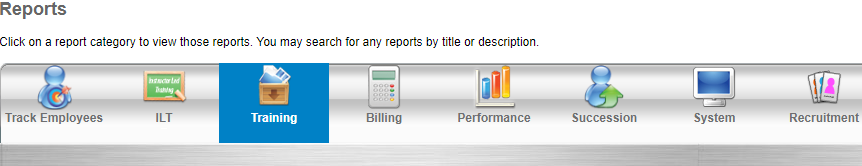 Reports
Click on a report category to view those reports. You may search for any reports by title or description.
Instructor Led
Training
Track Employees ILT Training Billing Performance Succession System Recruitment